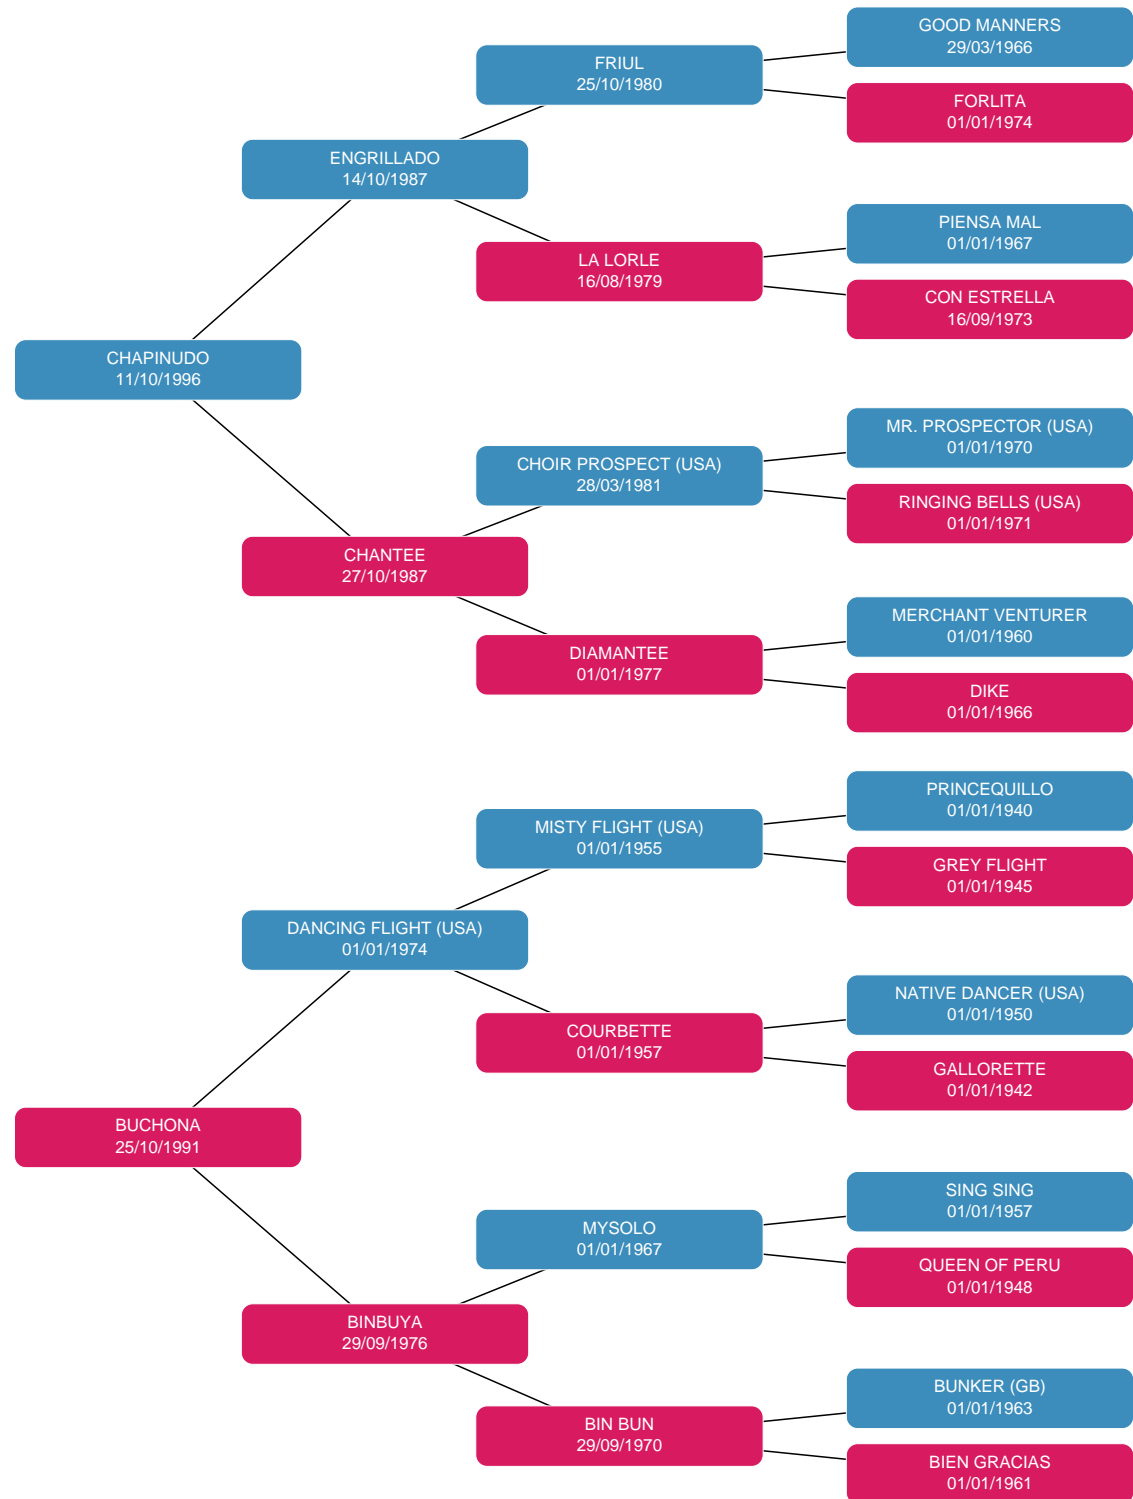 GOOD MANNERS
29/03/1966
FRIUL
25/10/1980
FORLITA
01/01/1974
ENGRILLADO
14/10/1987
PIENSA MAL
01/01/1967
LA LORLE
16/08/1979
CON ESTRELLA
16/09/1973
CHAPINUDO
11/10/1996
MR. PROSPECTOR (USA)
01/01/1970
CHOIR PROSPECT (USA)
28/03/1981
RINGING BELLS (USA)
01/01/1971
CHANTEE
27/10/1987
MERCHANT VENTURER
01/01/1960
DIAMANTEE
01/01/1977
DIKE
01/01/1966
PRINCEQUILLO
01/01/1940
MISTY FLIGHT (USA)
01/01/1955
GREY FLIGHT
01/01/1945
DANCING FLIGHT (USA)
01/01/1974
NATIVE DANCER (USA)
01/01/1950
COURBETTE
01/01/1957
GALLORETTE
01/01/1942
BUCHONA
25/10/1991
SING SING
01/01/1957
MYSOLO
01/01/1967
QUEEN OF PERU
01/01/1948
BINBUYA
29/09/1976
BUNKER (GB)
01/01/1963
BIN BUN
29/09/1970
BIEN GRACIAS
01/01/1961